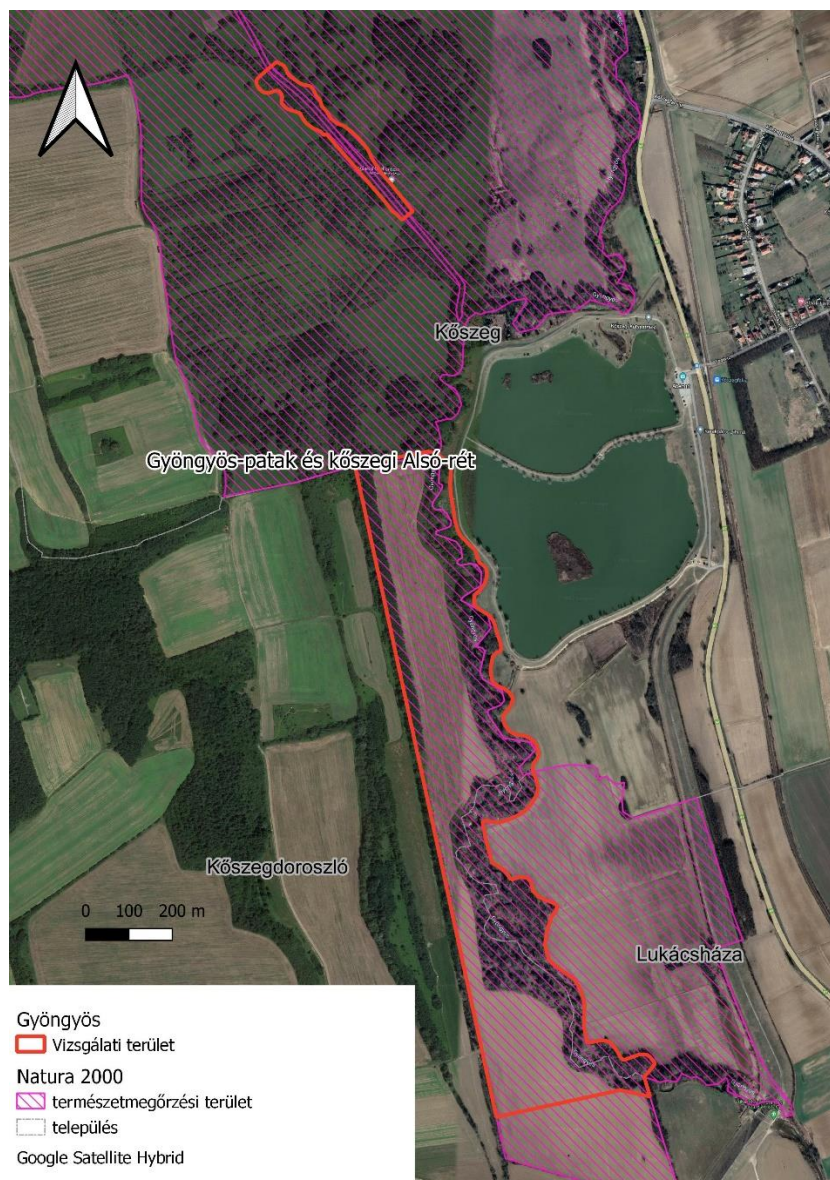 Kőszeg
Gyöngyös-patak és kőszegi Alsó-rét
Kőszegdoroszló
0 100 200 m
Lukácsháza
Gyöngyös
Vizsgálati terület
Natura 2000
természetmegőrzési terület
település
Google Satellite Hybrid